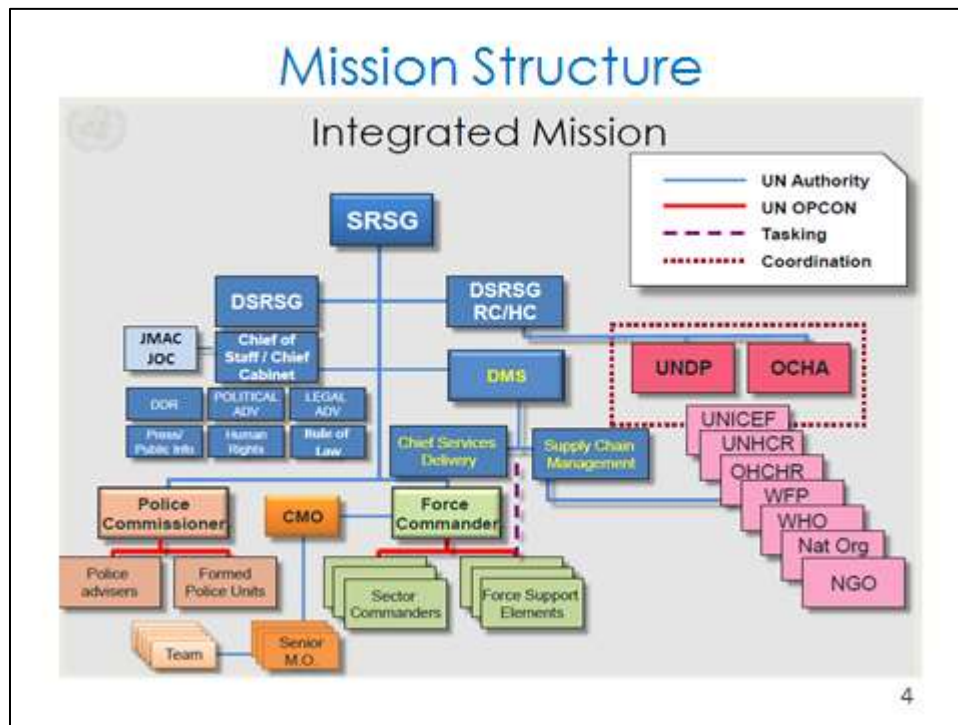 Mission Structure
Integrated Mission
UN Authority
UN OPCON
Tasking
Coordination
SRSG
DSRSG
DSRSG
RC/HC
JMAC
JOC
Chief of
Staff / Chief
Cabinet
DMS
UNDP
OCHA
DDR
POLITICAL
ADV
LEGAL
ADV
Press/
Public Info
Human
Rights
Rule of
Law
Chief Services
Delivery
Supply Chain
Management
UNICEF
UNHCR
OHCHR
WFP
WHO
Nat Org
NGO
Police
Commissioner
CMO
Force
Commander
Police
advisers
Formed
Police Units
Sector
Commanders
Force Support
Elements
Team
Senior
M.O.
4